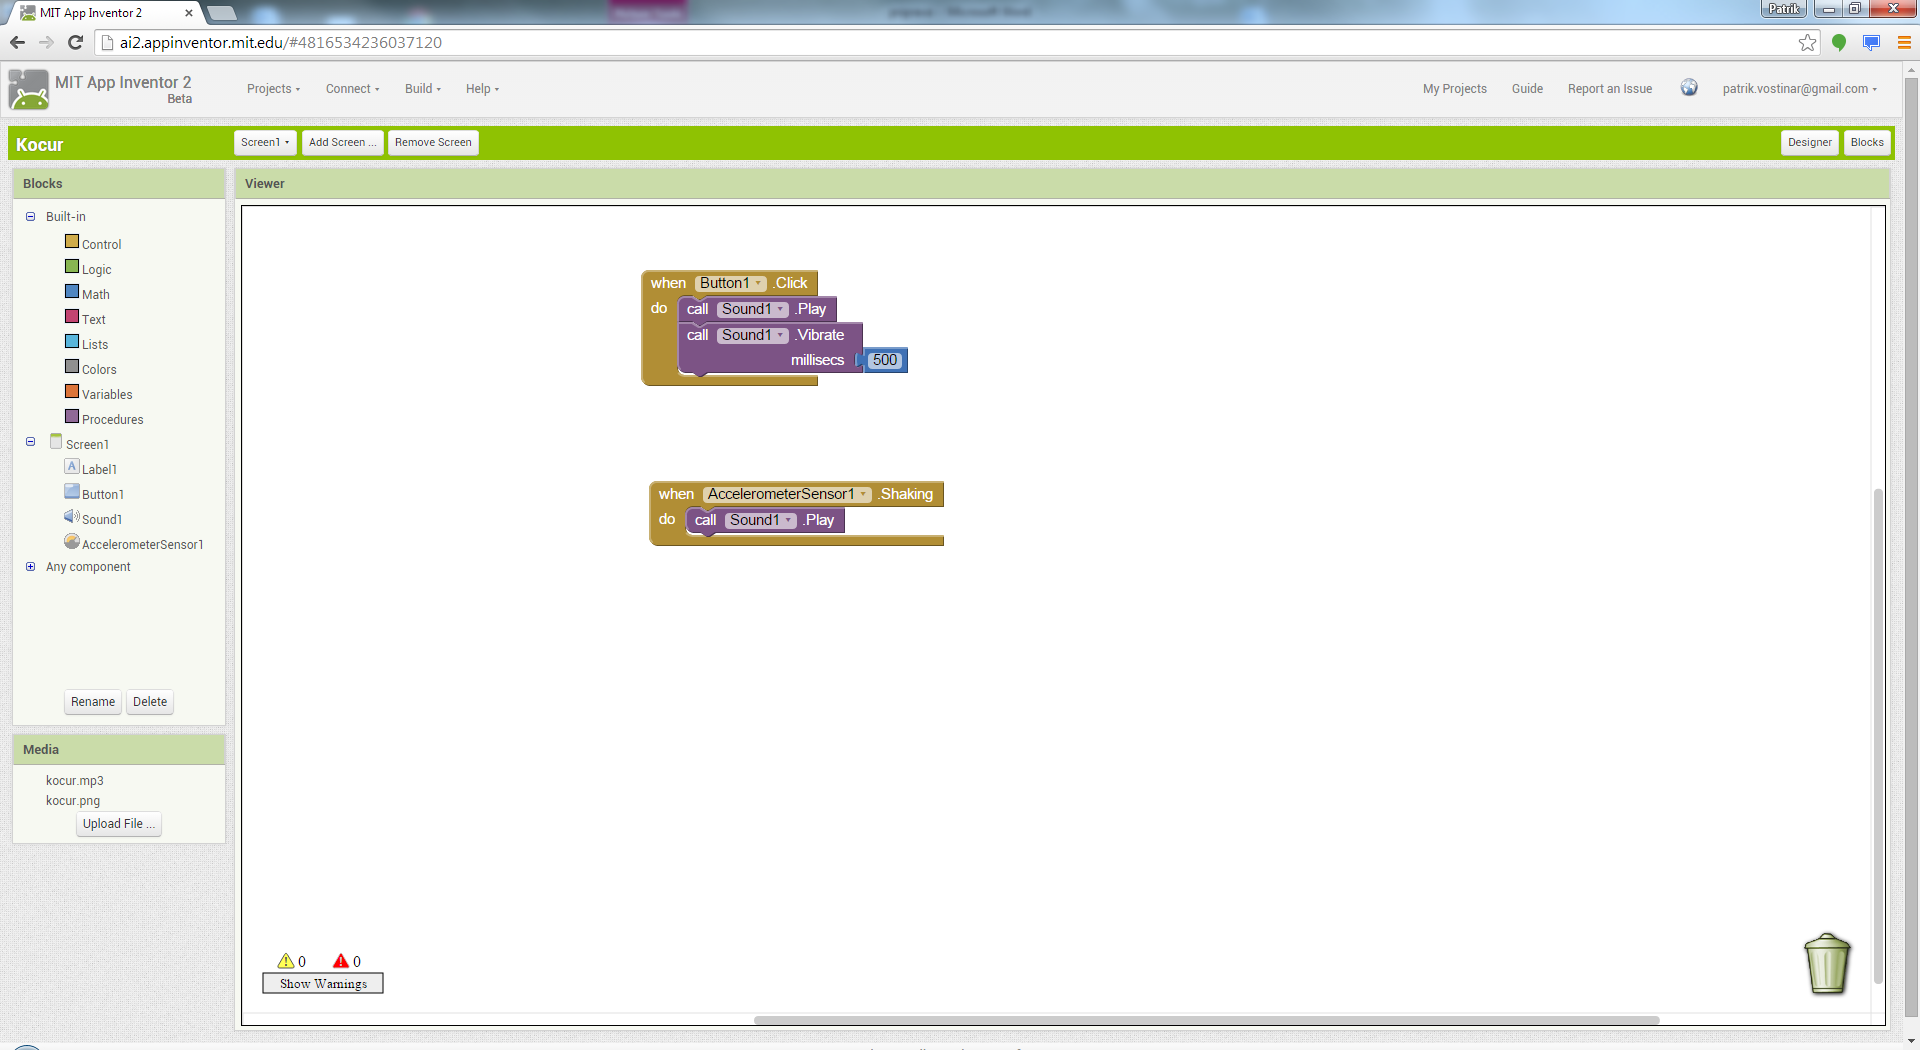 MIT App Inventor 2
Patrik
ai2.appinventor.mit.edu/#4816534236037120
MIT App Inventor 2
Beta
Projects
Connect
Build
Help
My Projects
Guide
Report an Issue
patrik.vostinar@gmail.com
Kocur
Screen1
Add Screen ...
Remove Screen
Designer
Blocks
Blocks
Built-in
Control
Logic
Math
Text
Lists
Colors
Variables
Procedures
Screen1
A Label1
Button1
Sound1
AccelerometerSensor1
Any component
Rename
Delete
Media
kocur.mp3
kocur.png
Upload File ...
Viewer
when Button1 .Click
do call Sound1 .Play
call Sound1 .Vibrate
millisecs 500
when AccelerometerSensor1 .Shaking
do call Sound1 .Play
0 0
Show Warnings